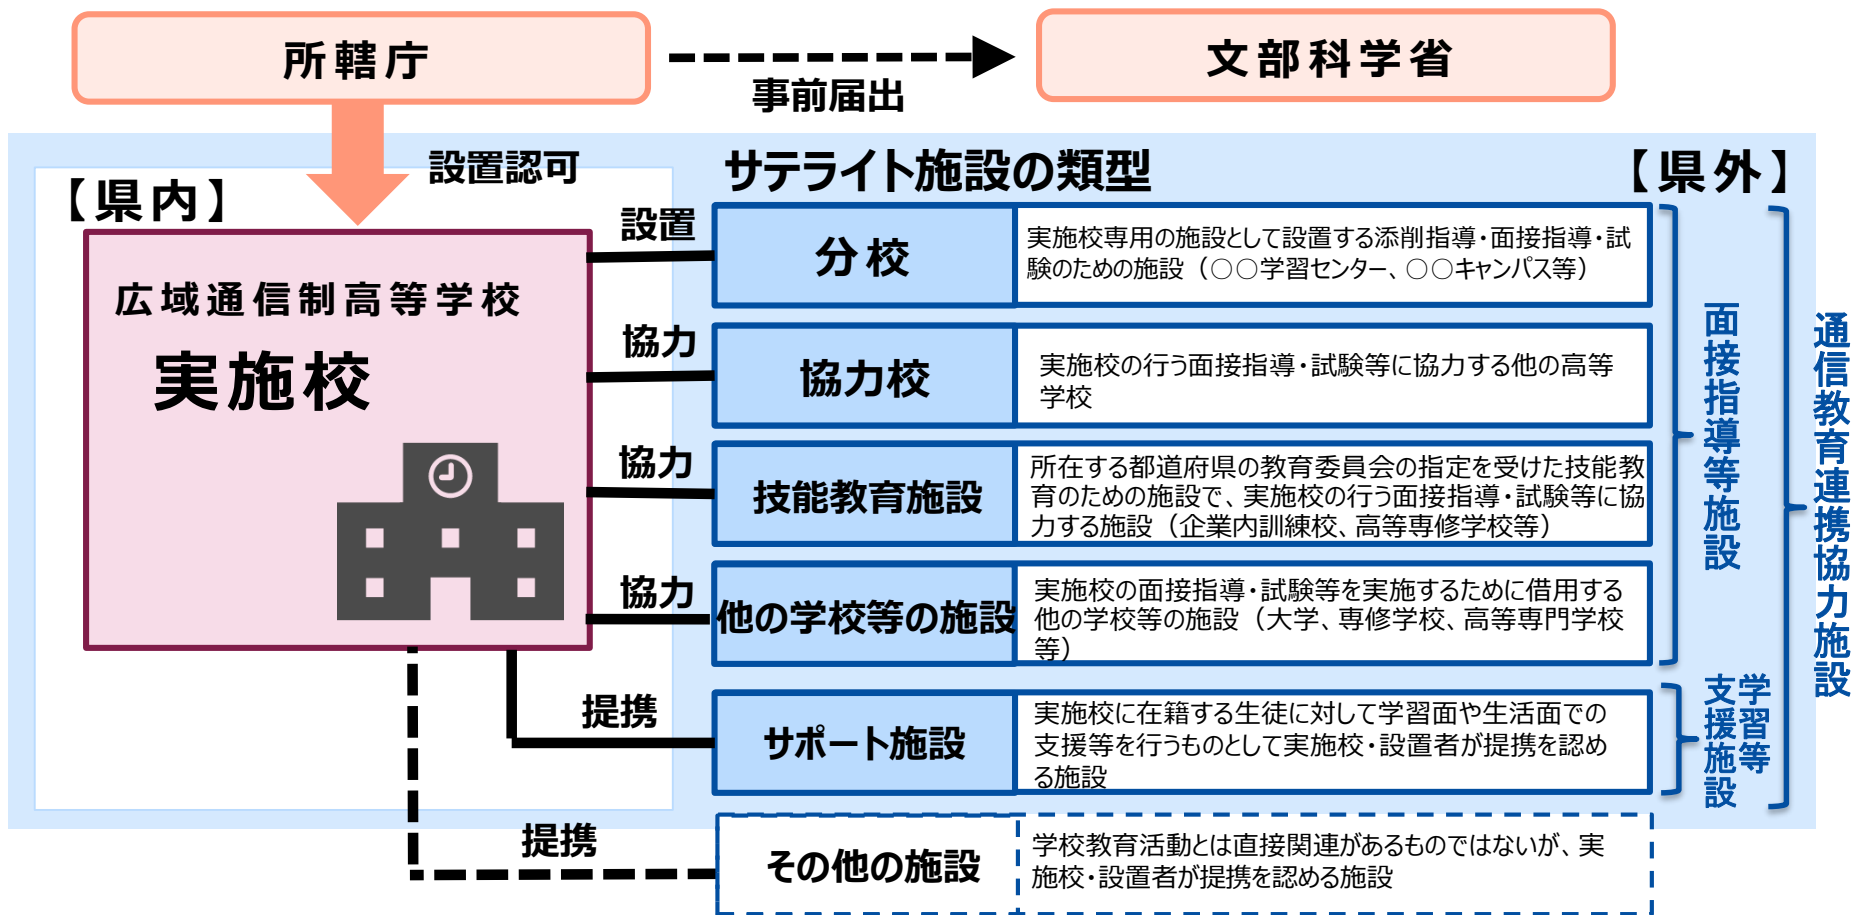 所轄庁
事前届出
文部科学省
設置認可
【県内】
サテライト施設の類型
【県外】
広域通信制高等学校
実施校
設置
分校
実施校専用の施設として設置する添削指導・面接指導・試
験のための施設（○○学習センター、○○キャンパス等）
協力
協力校
実施校の行う面接指導・試験等に協力する他の高等
学校
協力
技能教育施設
所在する都道府県の教育委員会の指定を受けた技能教
育のための施設で、実施校の行う面接指導・試験等に協
力する施設（企業内訓練校、高等専修学校等）
協力
他の学校等の施設
実施校の面接指導・試験等を実施するために借用する
他の学校等の施設（大学、専修学校、高等専門学校
等）
提携
サポート施設
実施校に在籍する生徒に対して学習面や生活面での
支援等を行うものとして実施校・設置者が提携を認め
る施設
提携
その他の施設
学校教育活動とは直接関連があるものではないが、実
施校・設置者が提携を認める施設
面接指導等施設
学習等
支援施設
通信教育連携協力施設